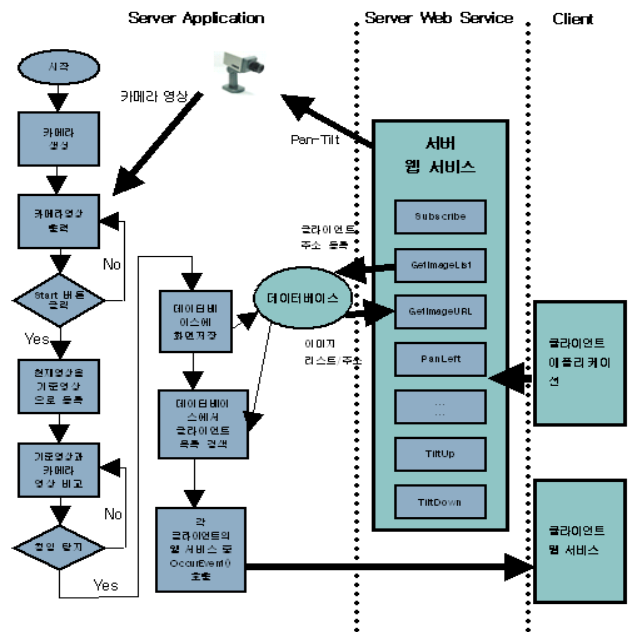 Server Application
Server Web Service
Client
시작
카메라 영상
카메라
생성
Pan-Tilt
서버
웹 서비스
카메라영상
출력
No
Start 버튼
클릭
Yes
현재영상을
기준영상
으로 등록
기준영상과
카메라
영상 비교
No
침입 탐지
Yes
데이터베
이스에
화면저장
데이터베이
스에서
클라이언트
목록 검색
각
클라이언트의
웹 서비스 중
OccurEvent()
호출
클라이언트
주소 등록
데이터베이스
이미지
리스트/주소
Subscribe
GetImageList
GetImageURL
PanLeft
...
...
TiltUp
TiltDown
클라이언트
어플리케이
션
클라이언트
웹 서비스